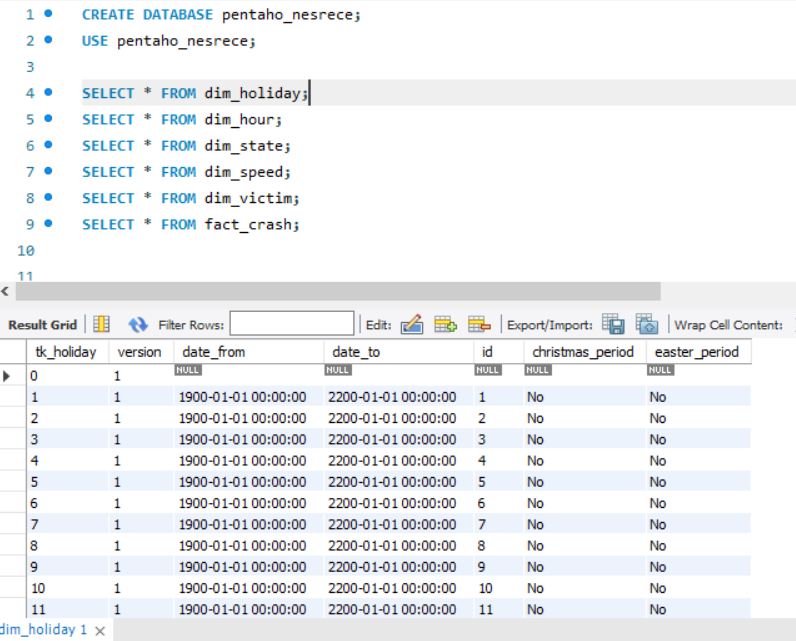 1 CREATE DATABASE pentaho_nesrece;
2 USE pentaho_nesrece;
3
4 SELECT * FROM dim_holiday;
5 SELECT * FROM dim_hour;
6 SELECT * FROM dim_state;
7 SELECT * FROM dim_speed;
8 SELECT * FROM dim_victim;
9 SELECT * FROM fact_crash;
10
11
Result Grid Filter Rows: Edit: Export/Import: Wrap Cell Content:
tk_holiday version date_from date_to id christmas_period easter_period
0 1 NULL NULL NULL NULL NULL
1 1 1900-01-01 00:00:00 2200-01-01 00:00:00 1 No No
2 1 1900-01-01 00:00:00 2200-01-01 00:00:00 2 No No
3 1 1900-01-01 00:00:00 2200-01-01 00:00:00 3 No No
4 1 1900-01-01 00:00:00 2200-01-01 00:00:00 4 No No
5 1 1900-01-01 00:00:00 2200-01-01 00:00:00 5 No No
6 1 1900-01-01 00:00:00 2200-01-01 00:00:00 6 No No
7 1 1900-01-01 00:00:00 2200-01-01 00:00:00 7 No No
8 1 1900-01-01 00:00:00 2200-01-01 00:00:00 8 No No
9 1 1900-01-01 00:00:00 2200-01-01 00:00:00 9 No No
10 1 1900-01-01 00:00:00 2200-01-01 00:00:00 10 No No
11 1 1900-01-01 00:00:00 2200-01-01 00:00:00 11 No No
dim_holiday 1